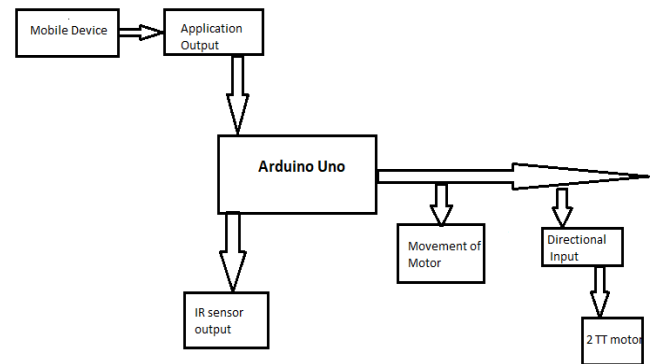 Mobile Device
Application
Output
Arduino Uno
Movement of
Motor
Directional
Input
IR sensor
output
2 TT motor